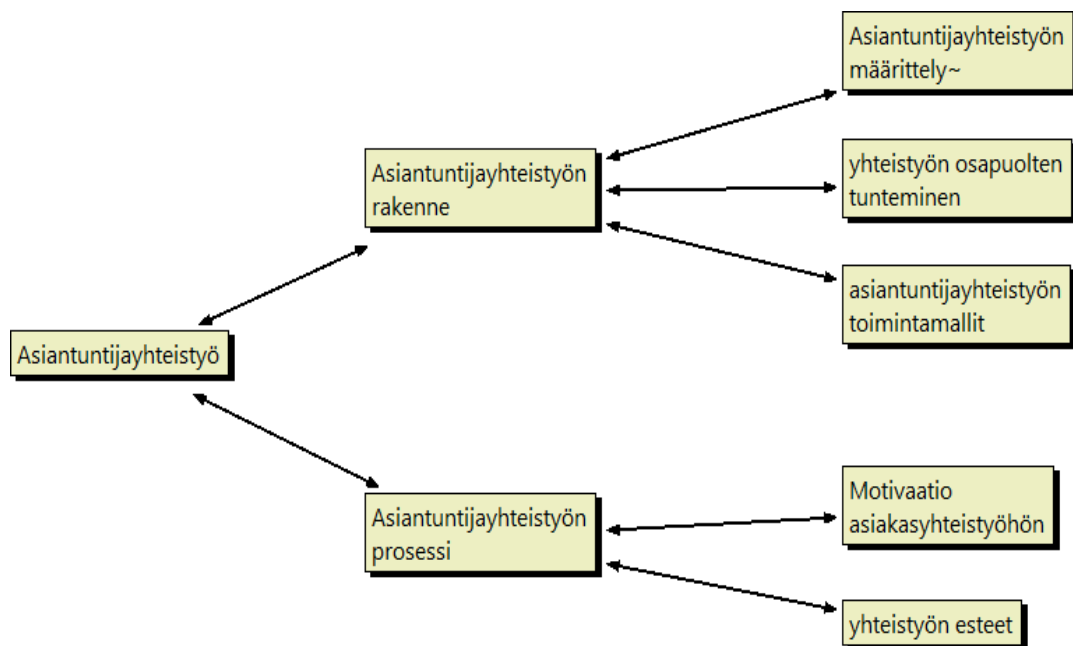 Asiantuntijayhteistyön
määrittely~
Asiantuntijayhteistyön
rakenne
yhteistyön osapuolten
tunteminen
asiantuntijayhteistyön
toimintamallit
Asiantuntijayhteistyö
Asiantuntijayhteistyön
prosessi
Motivaatio
asiakasyhteistyöhön
yhteistyön esteet